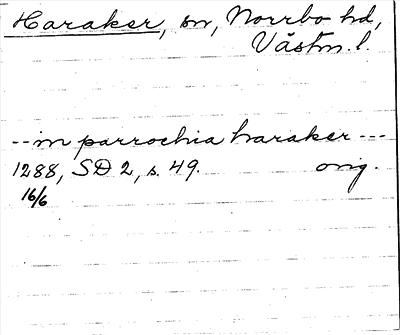 Haraker, sn, Norrbo hd,
Västm. l.
--in parrochia haraker---
1288, SD 2, s. 49. orig.
16/6